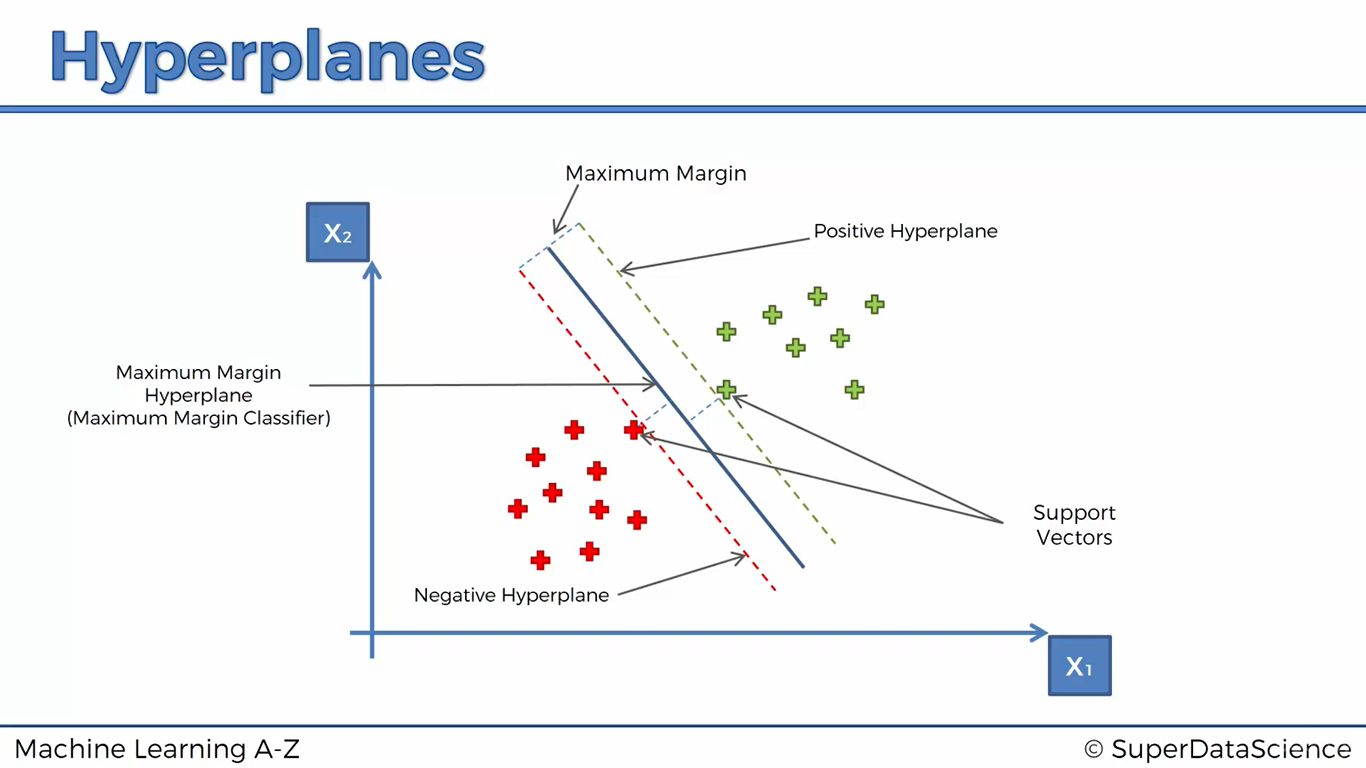 Hyperplanes
Maximum Margin
X₂
Positive Hyperplane
Maximum Margin
Hyperplane
(Maximum Margin Classifier)
Support
Vectors
Negative Hyperplane
X₁
Machine Learning A-Z
© SuperDataScience